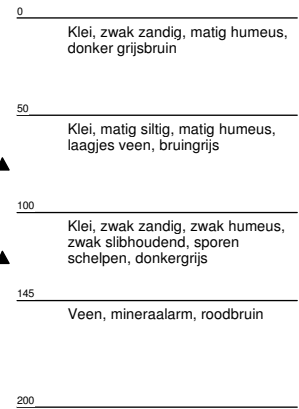 0
Klei, zwak zandig, matig humeus,
donker grijsbruin
50
Klei, matig siltig, matig humeus,
laagjes veen, bruingrijs
100
Klei, zwak zandig, zwak humeus,
zwak slibhoudend, sporen
schelpen, donkergrijs
145
Veen, mineraalarm, roodbruin
200